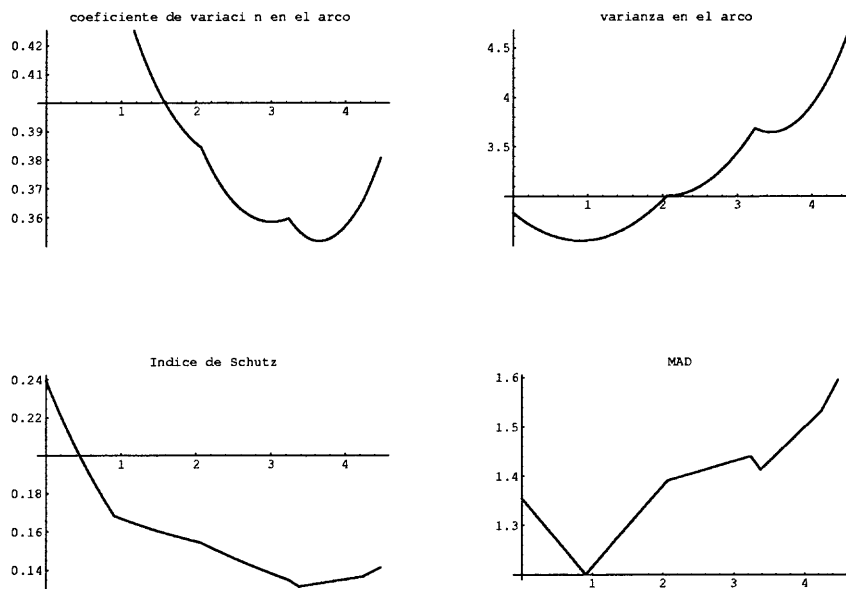 coeficiente de variaci n en el arco
0.42
0.41
1 2 3 4
0.39
0.38
0.37
0.36
varianza en el arco
4.5
4
3.5
1 2 3 4
Indice de Schutz
0.24
0.22
1 2 3 4
0.18
0.16
0.14
MAD
1.6
1.5
1.4
1.3
1 2 3 4